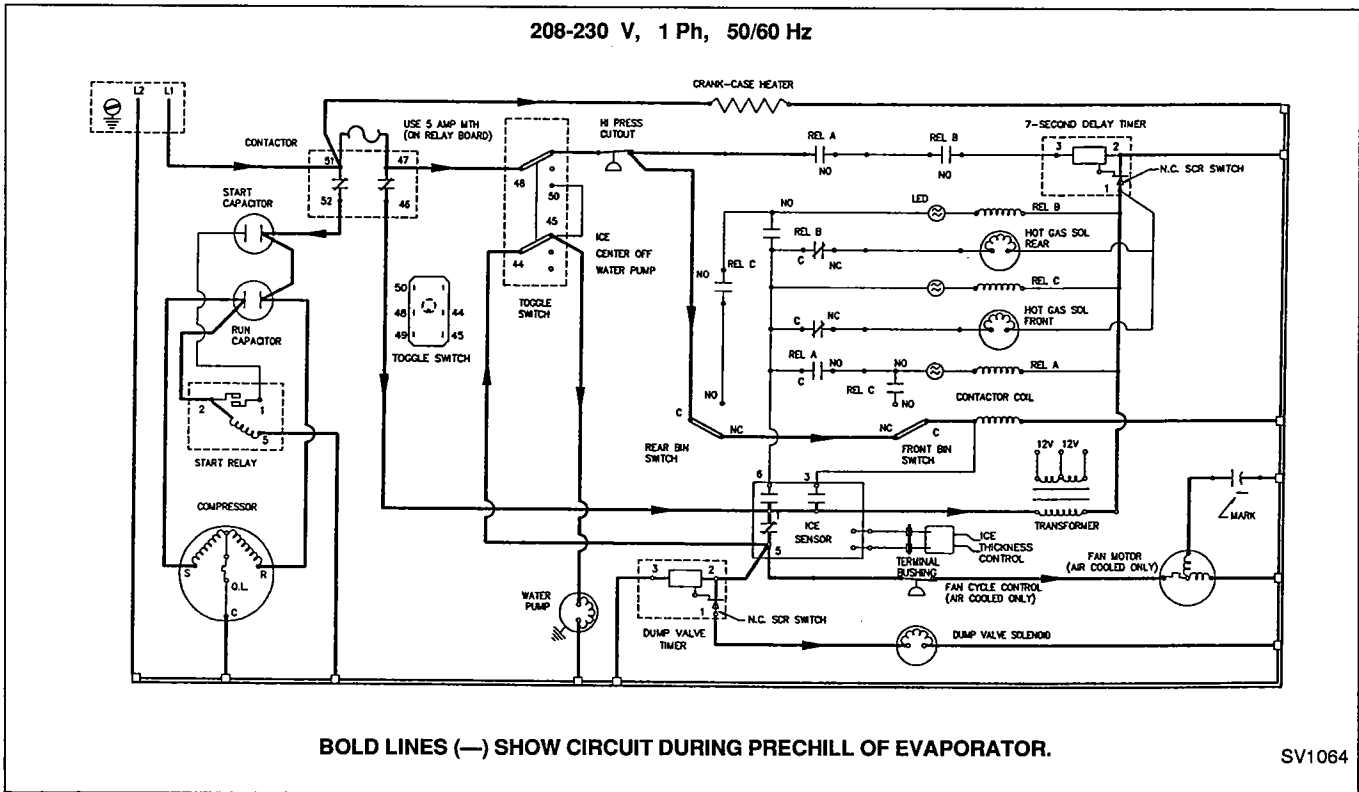 208-230 V, 1 Ph, 50/60 Hz
L2 L1
CRANK-CASE HEATER
CONTACTOR
USE 5 AMP MTH
(ON RELAY BOARD)
HI PRESS
CUTOUT
REL A
NO
REL B
NO
7-SECOND DELAY TIMER
3 2
1
N.C. SCR SWITCH
51 47
52 46
START
CAPACITOR
48
50
45
44
ICE
CENTER OFF
WATER PUMP
TOGGLE
SWITCH
NO
LED
REL B
REL B
C NC
HOT GAS SOL
REAR
NO
REL C
NO
REL C
HOT GAS SOL
FRONT
C NC
RUN
CAPACITOR
50
48 44
49 45
TOGGLE SWITCH
REL A
C NO
REL C
NO
REL A
NO
CONTACTOR COIL
2 1
5
START RELAY
C
NC
REAR BIN
SWITCH
NC
C
FRONT BIN
SWITCH
12V 12V
TRANSFORMER
6 3
1
5
ICE
SENSOR
ICE
THICKNESS
CONTROL
TERMINAL
BUSHING
MARK
COMPRESSOR
S R
O.L.
C
FAN MOTOR
(AIR COOLED ONLY)
FAN CYCLE CONTROL
(AIR COOLED ONLY)
WATER
PUMP
3 2
1
N.C. SCR SWITCH
DUMP VALVE
TIMER
DUMP VALVE SOLENOID
BOLD LINES (—) SHOW CIRCUIT DURING PRECHILL OF EVAPORATOR.
SV1064